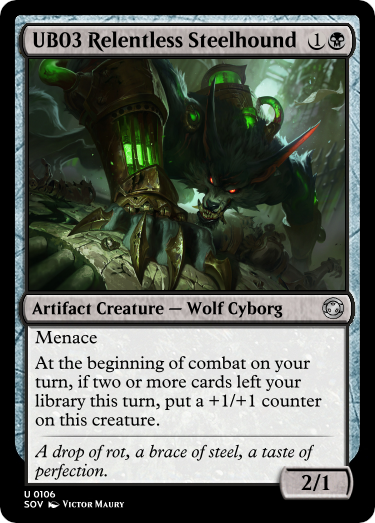 UB03 Relentless Steelhound 1
Artifact Creature — Wolf Cyborg
Menace
At the beginning of combat on your
turn, if two or more cards left your
library this turn, put a +1/+1 counter
on this creature.
A drop of rot, a brace of steel, a taste of
perfection.
2/1
U 0106
SOV VICTOR MAURY